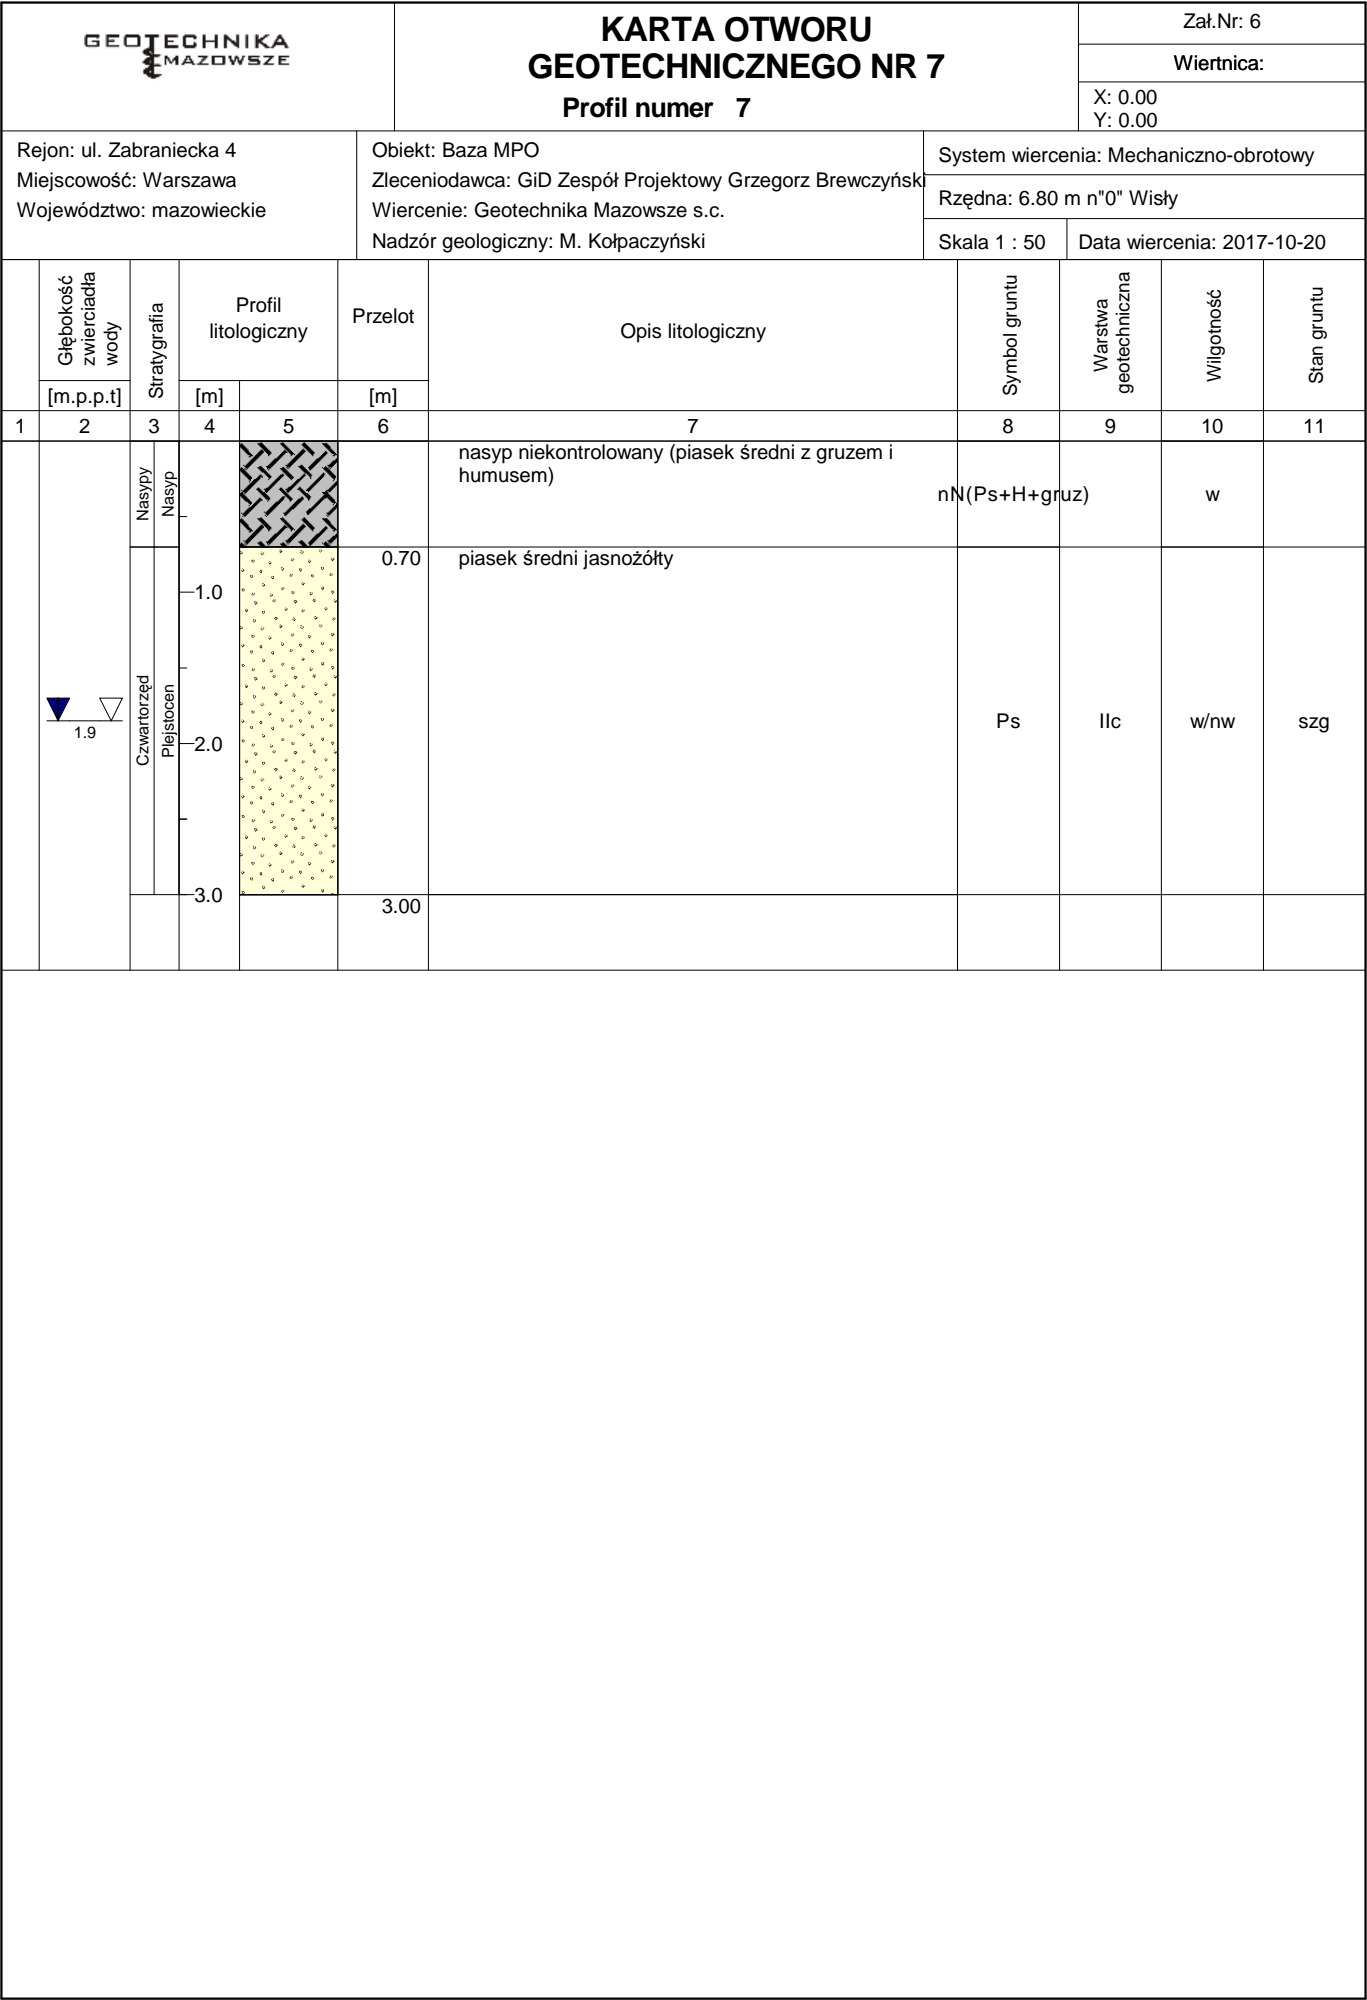 GEOTECHNIKA
MAZOWSZE
KARTA OTWORU
GEOTECHNICZNEGO NR 7
Profil numer 7
Zał.Nr: 6
Wiertnica:
X: 0.00
Y: 0.00
Rejon: ul. Zabraniecka 4
Miejscowość: Warszawa
Województwo: mazowieckie
Obiekt: Baza MPO
Zleceniodawca: GiD Zespół Projektowy Grzegorz Brewczyński
Wiercenie: Geotechnika Mazowsze s.c.
Nadzór geologiczny: M. Kołpaczyński
System wiercenia: Mechaniczno-obrotowy
Rzędna: 6.80 m n"0" Wisły
Skala 1 : 50
Data wiercenia: 2017-10-20
Głębokość
zwierciadła
wody
[m.p.p.t]
Stratygrafia
Profil
litologiczny
[m]
Przelot
[m]
Opis litologiczny
Symbol gruntu
Warstwa
geotechniczna
Wilgotność
Stan gruntu
1 2 3 4 5 6 7 8 9 10 11
Nasypy
Nasyp
nasyp niekontrolowany (piasek średni z gruzem i
humusem)
nN(Ps+H+gruz)
w
0.70
piasek średni jasnożółty
1.0
1.9
Czwartorzęd
Plejstocen
2.0
Ps
IIc
w/nw
szg
3.0
3.00